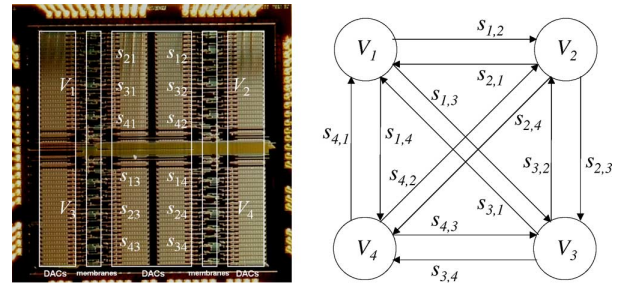 s21 s12
V1 s31 s32 V2
s41 s42
s13 s14
V3 s23 s24 V4
s43 s34
DACs membranes DACs membranes DACs
V1 s1,2 V2
s2,1
s1,3
s4,1 s1,4 s2,4
s4,2 s3,2 s2,3
s3,1
V4 s4,3 V3
s3,4